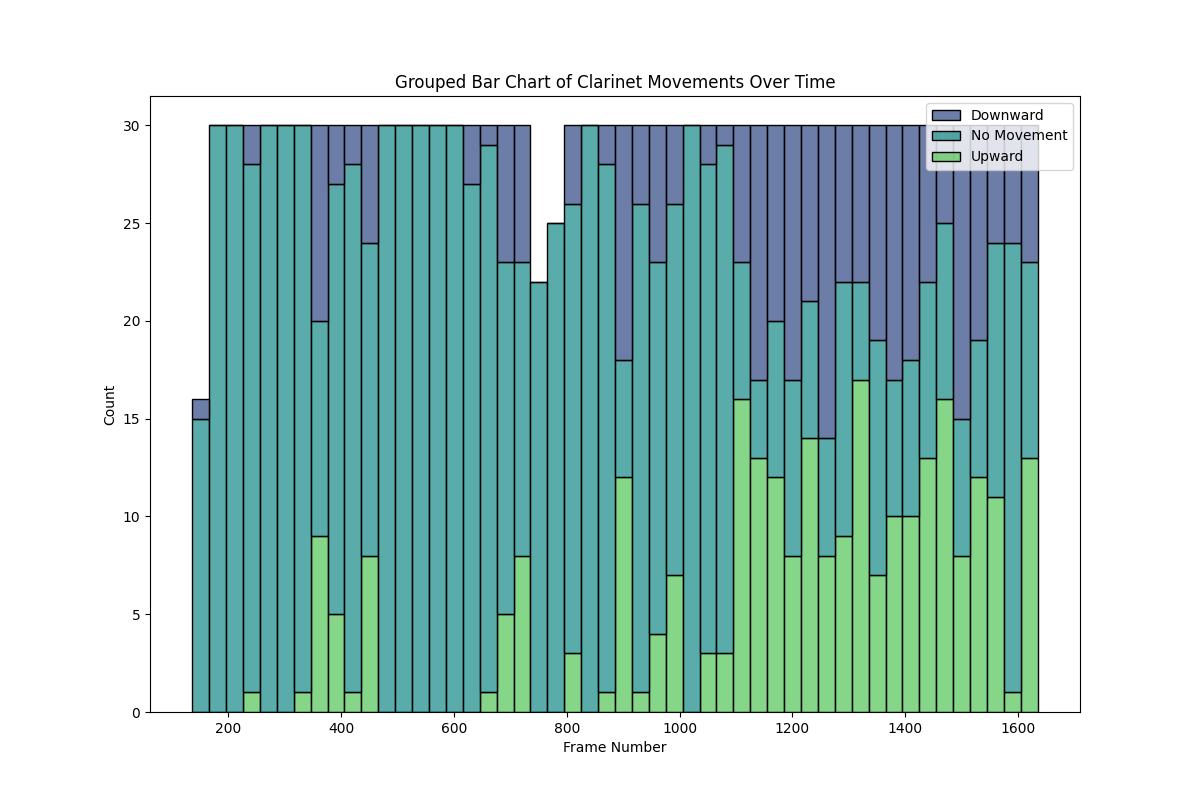 Grouped Bar Chart of Clarinet Movements Over Time
Downward
No Movement
Upward
30
25
20
15
10
5
0
Count
200 400 600 800 1000 1200 1400 1600
Frame Number